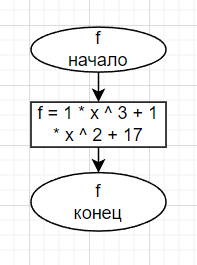 f
начало
f = 1 * x ^ 3 + 1
* x ^ 2 + 17
f
конец